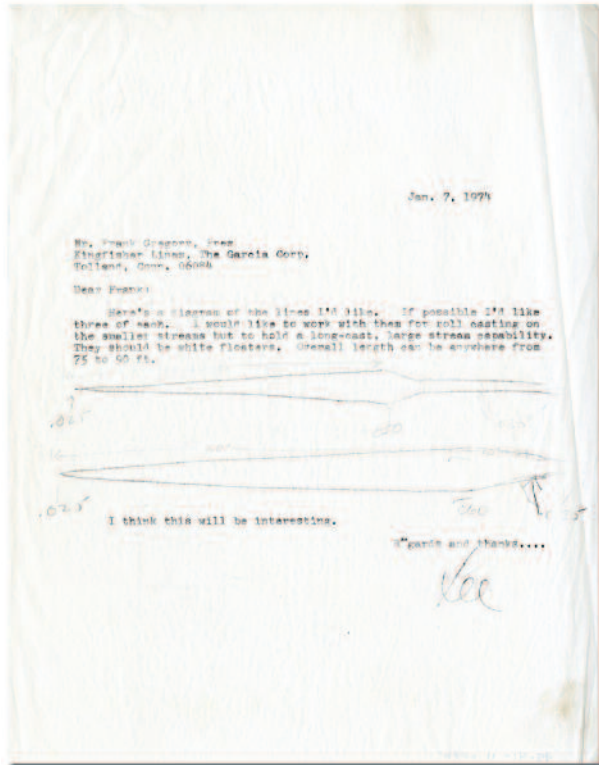 Jan. 7, 1974
Mr. Frank Gregory, Pres
Kingfisher Lines, The Garcia Corp.
Tolland, Conn. 06084
Dear Frank:
Here's a diagram of the lines I'd like. If possible I'd like
three of each. I would like to work with them for roll casting on
the smaller streams but to hold a long-cast, large stream capability.
They should be white floaters. Overall length can be anywhere from
75 to 90 ft.
.025
.025
I think this will be interesting.
R"gards and thanks....
Lee